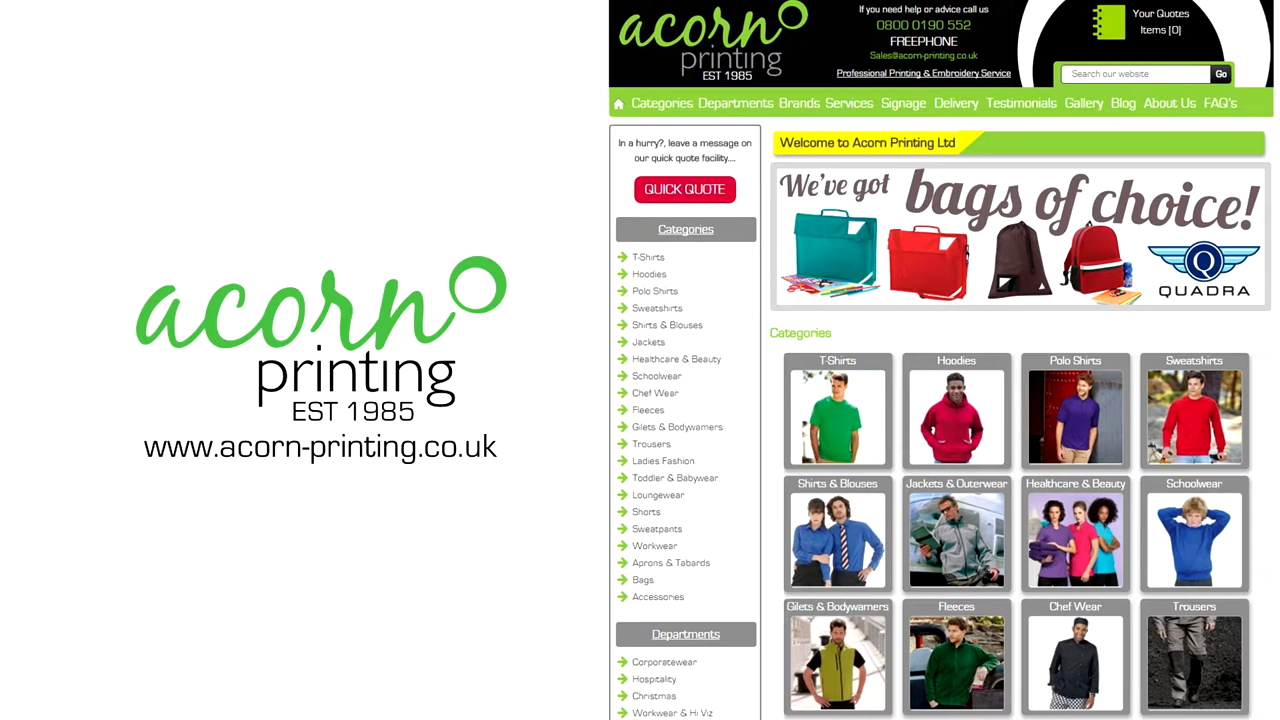 acorn
printing
EST 1985
www.acorn-printing.co.uk
acorn
printing
EST 1985
If you need help or advice call us
0800 0190 552
FREEPHONE
Sales@acorn-printing.co.uk
Professional Printing & Embroidery Service
Your Quotes
Items [0]
Search our website
Go
Categories Departments Brands Services Signage Delivery Testimonials Gallery Blog About Us FAQ's
In a hurry?, leave a message on
our quick quote facility....
QUICK QUOTE
Categories
T-Shirts
Hoodies
Polo Shirts
Sweatshirts
Shirts & Blouses
Jackets
Healthcare & Beauty
Schoolwear
Chef Wear
Fleeces
Gilets & Bodywarmers
Trousers
Ladies Fashion
Toddler & Babywear
Loungewear
Shorts
Sweatpants
Workwear
Aprons & Tabards
Bags
Accessories
Departments
Corporatewear
Hospitality
Christmas
Workwear & Hi Viz
Welcome to Acorn Printing Ltd
We've got bags of choice!
Q
QUADRA
Categories
T-Shirts
Hoodies
Polo Shirts
Sweatshirts
Shirts & Blouses
Jackets & Outerwear
Healthcare & Beauty
Schoolwear
Gilets & Bodywarmers
Fleeces
Chef Wear
Trousers